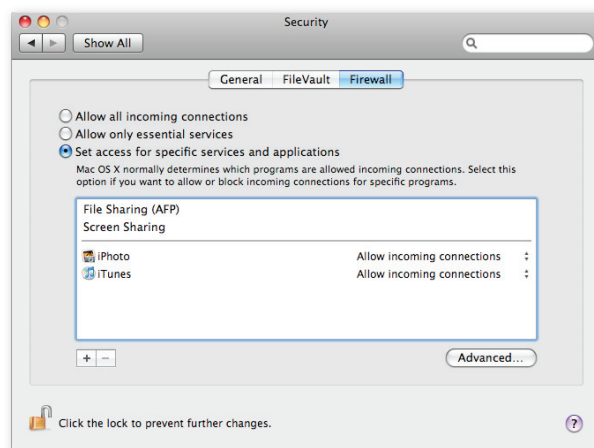 Security
Show All
General FileVault Firewall
Allow all incoming connections
Allow only essential services
Set access for specific services and applications
Mac OS X normally determines which programs are allowed incoming connections. Select this
option if you want to allow or block incoming connections for specific programs.
File Sharing (AFP)
Screen Sharing
iPhoto Allow incoming connections
iTunes Allow incoming connections
+ −
Advanced...
Click the lock to prevent further changes.
?